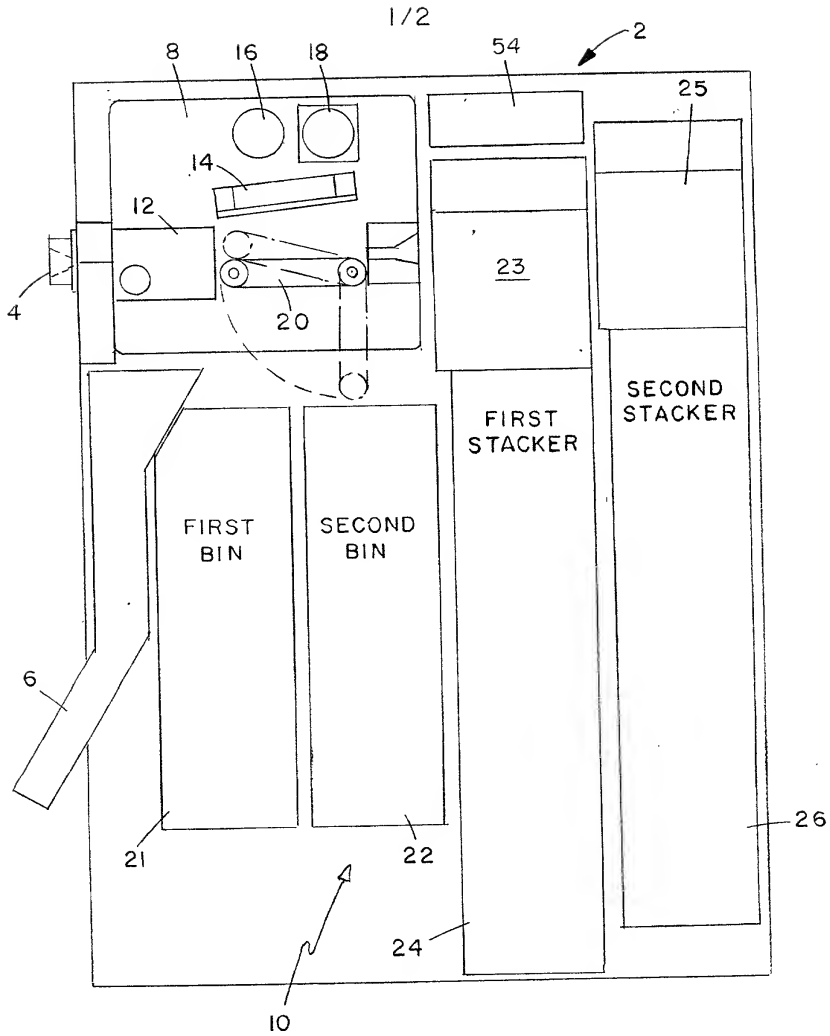 1/2
8
16
18
54
2
25
14
12
4
20
23
FIRST
STACKER
SECOND
STACKER
FIRST
BIN
SECOND
BIN
6
21
22
24
26
10